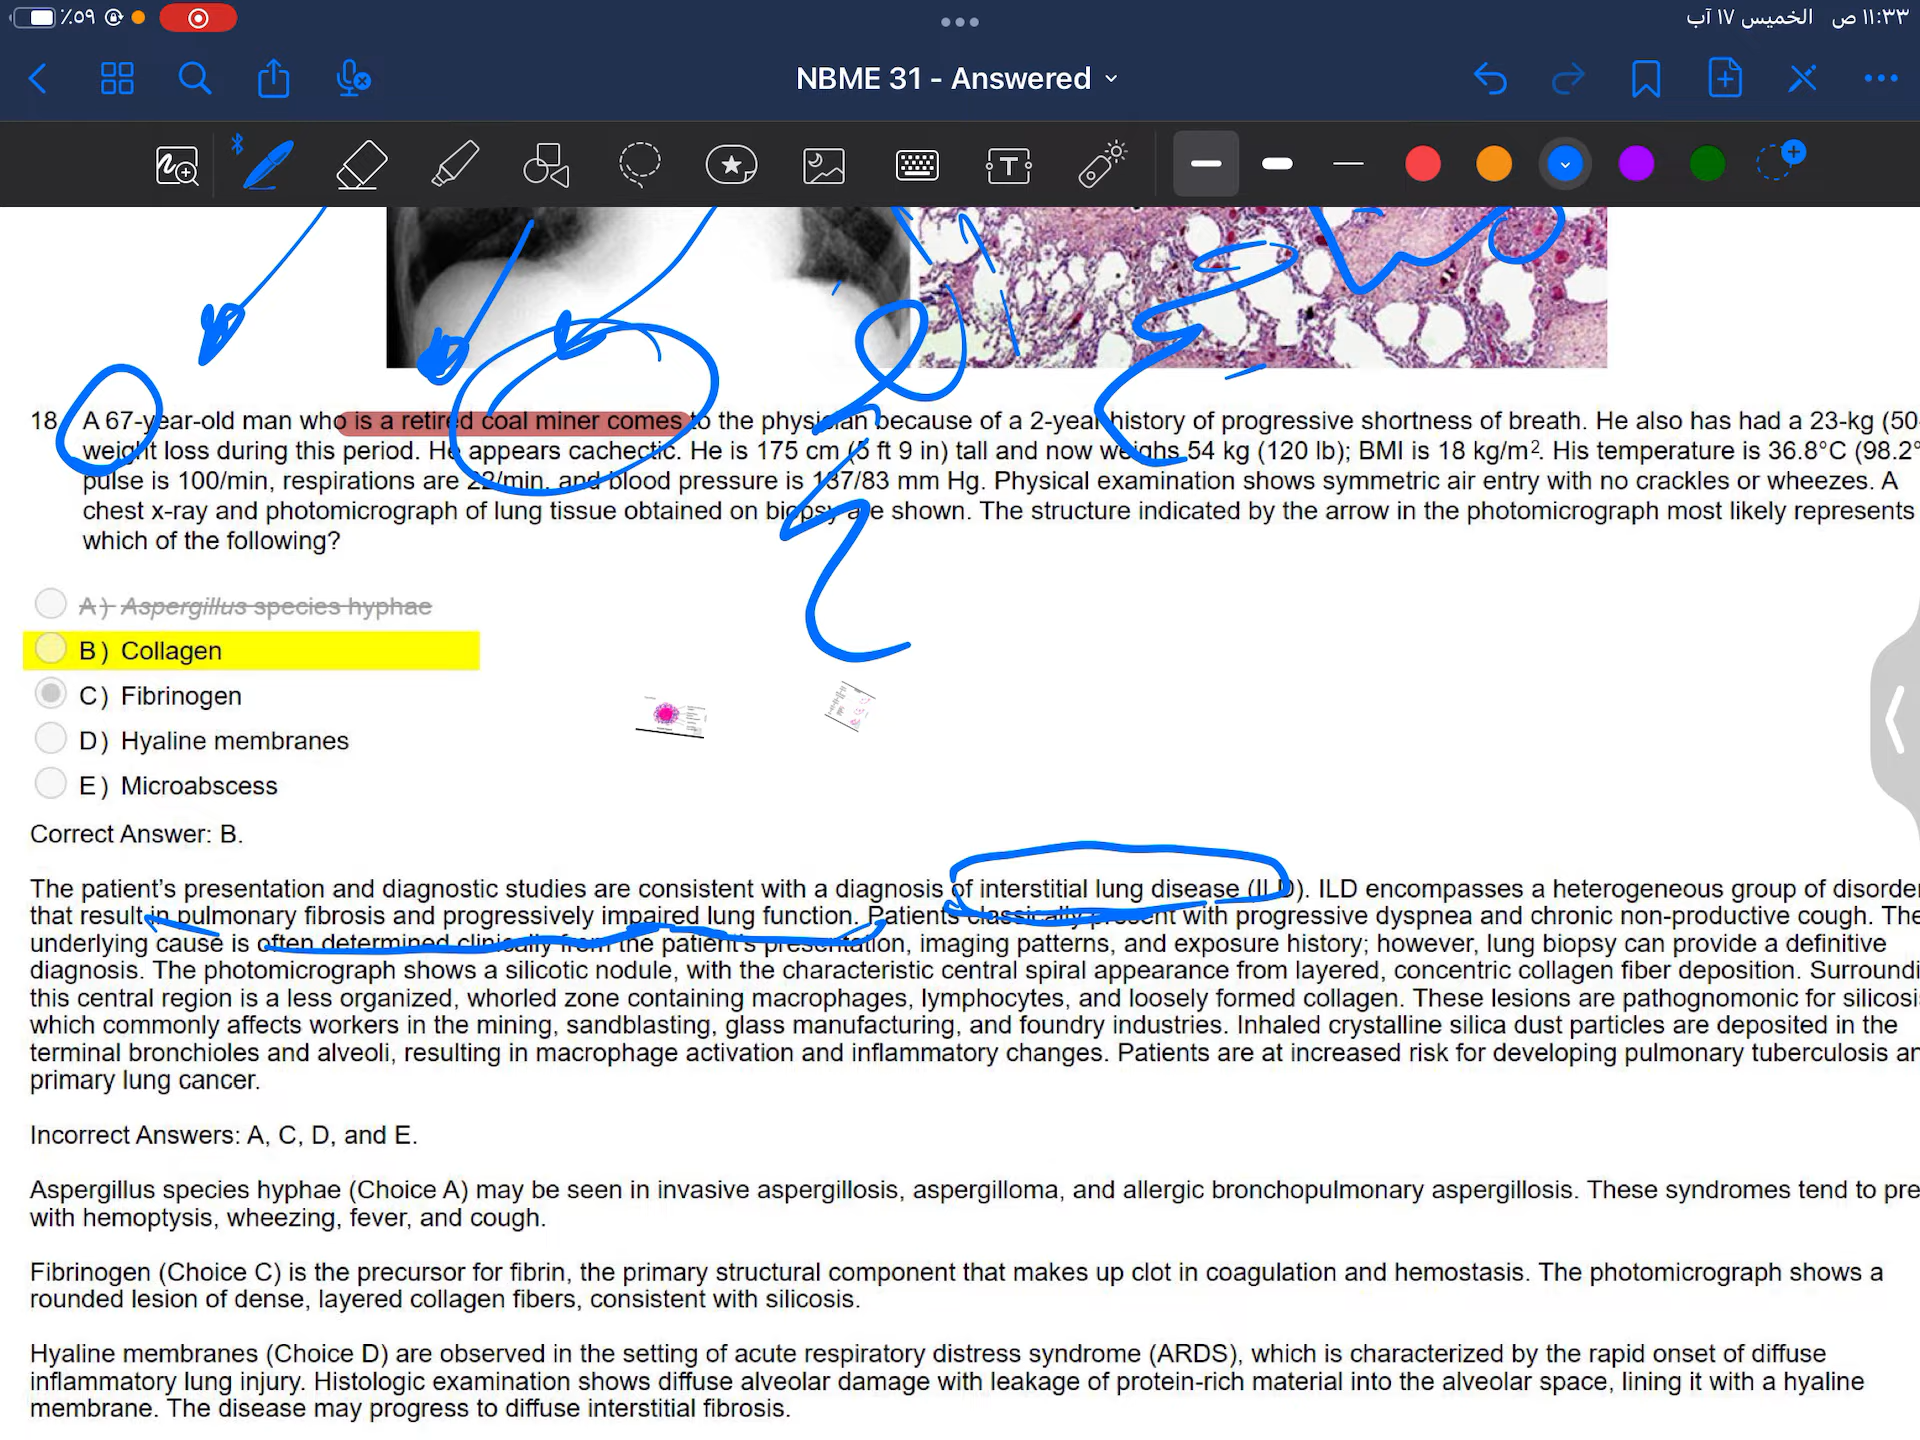 ٪٥٩
١١:٣٣ ص الخميس ١٧ آب
NBME 31 - Answered
T
18. A 67-year-old man who is a retired coal miner comes to the physician because of a 2-year history of progressive shortness of breath. He also has had a 23-kg (50
weight loss during this period. He appears cachectic. He is 175 cm (5 ft 9 in) tall and now weighs 54 kg (120 lb); BMI is 18 kg/m2. His temperature is 36.8°C (98.2°
pulse is 100/min, respirations are 22/min, and blood pressure is 137/83 mm Hg. Physical examination shows symmetric air entry with no crackles or wheezes. A
chest x-ray and photomicrograph of lung tissue obtained on biopsy are shown. The structure indicated by the arrow in the photomicrograph most likely represents
which of the following?
A) Aspergillus species hyphae
B) Collagen
C) Fibrinogen
D) Hyaline membranes
E) Microabscess
Correct Answer: B.
The patient's presentation and diagnostic studies are consistent with a diagnosis of interstitial lung disease (ILD). ILD encompasses a heterogeneous group of disorde
that result in pulmonary fibrosis and progressively impaired lung function. Patients classically present with progressive dyspnea and chronic non-productive cough. The
underlying cause is often determined clinically from the patient's presentation, imaging patterns, and exposure history; however, lung biopsy can provide a definitive
diagnosis. The photomicrograph shows a silicotic nodule, with the characteristic central spiral appearance from layered, concentric collagen fiber deposition. Surroundi
this central region is a less organized, whorled zone containing macrophages, lymphocytes, and loosely formed collagen. These lesions are pathognomonic for silicosi
which commonly affects workers in the mining, sandblasting, glass manufacturing, and foundry industries. Inhaled crystalline silica dust particles are deposited in the
terminal bronchioles and alveoli, resulting in macrophage activation and inflammatory changes. Patients are at increased risk for developing pulmonary tuberculosis an
primary lung cancer.
Incorrect Answers: A, C, D, and E.
Aspergillus species hyphae (Choice A) may be seen in invasive aspergillosis, aspergilloma, and allergic bronchopulmonary aspergillosis. These syndromes tend to pre
with hemoptysis, wheezing, fever, and cough.
Fibrinogen (Choice C) is the precursor for fibrin, the primary structural component that makes up clot in coagulation and hemostasis. The photomicrograph shows a
rounded lesion of dense, layered collagen fibers, consistent with silicosis.
Hyaline membranes (Choice D) are observed in the setting of acute respiratory distress syndrome (ARDS), which is characterized by the rapid onset of diffuse
inflammatory lung injury. Histologic examination shows diffuse alveolar damage with leakage of protein-rich material into the alveolar space, lining it with a hyaline
membrane. The disease may progress to diffuse interstitial fibrosis.